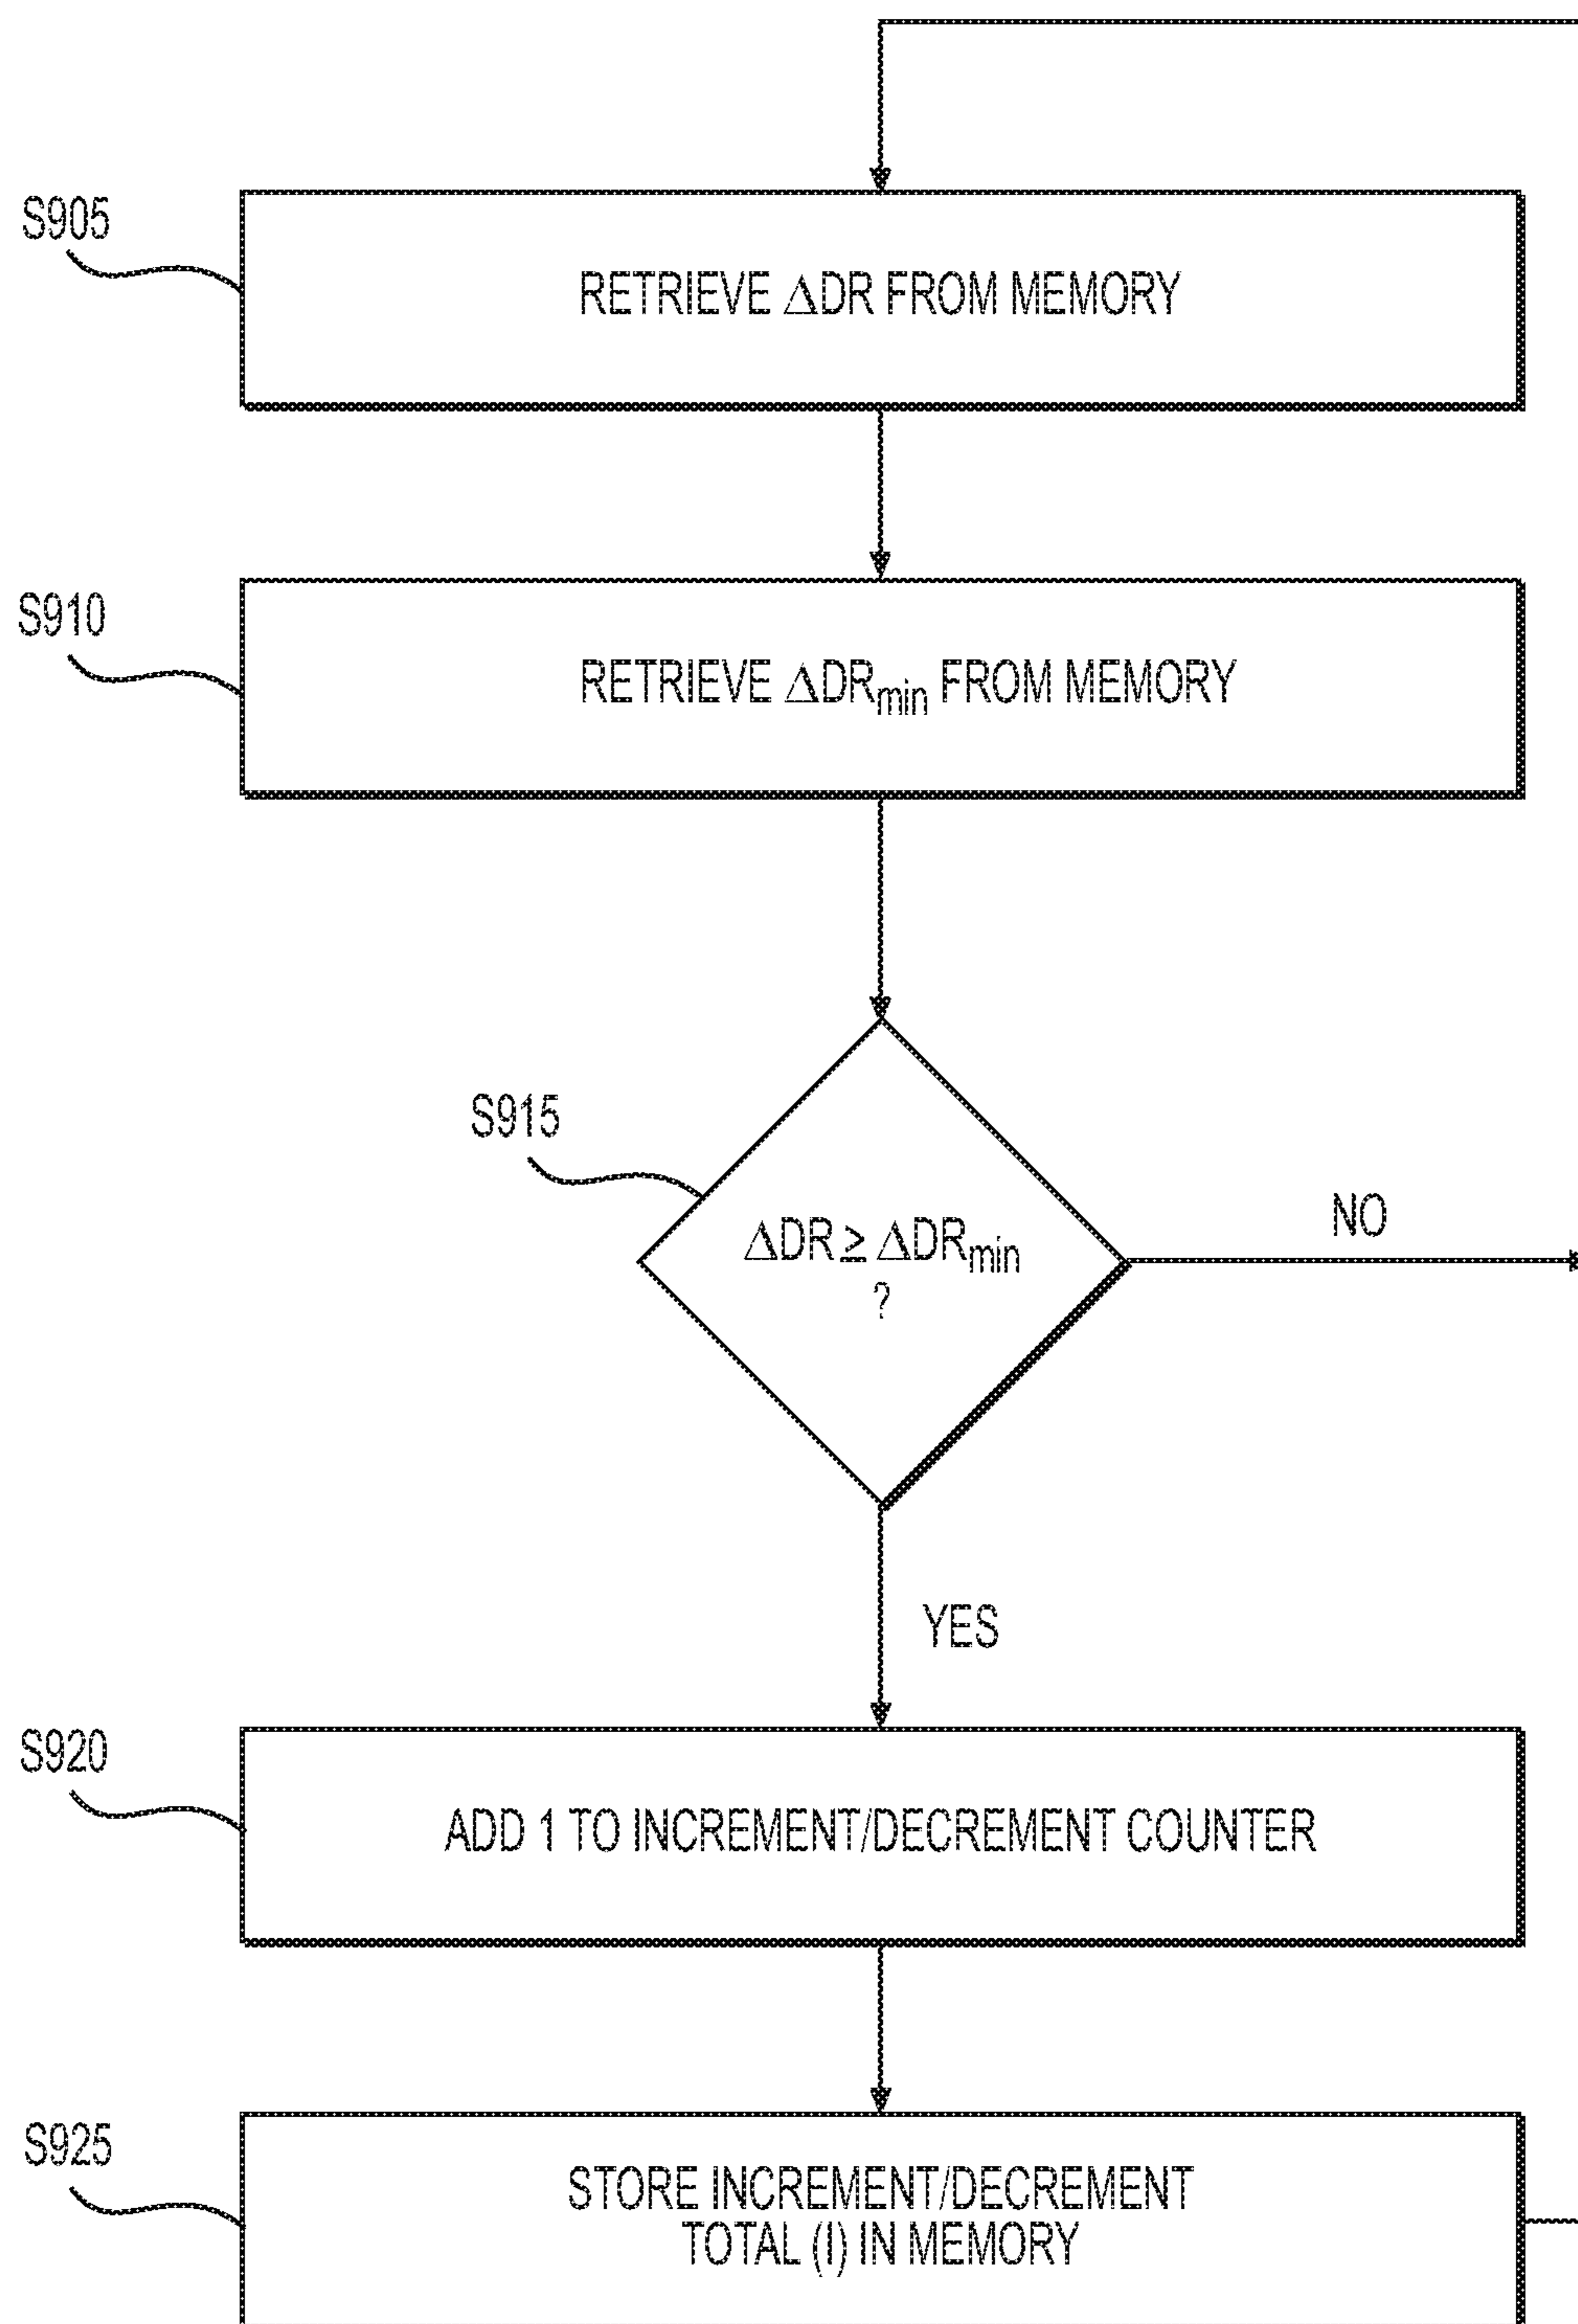 S905
RETRIEVE ΔDR FROM MEMORY
S910
RETRIEVE ΔDRmin FROM MEMORY
S915
ΔDR ≥ ΔDRmin
?
NO
YES
S920
ADD 1 TO INCREMENT/DECREMENT COUNTER
S925
STORE INCREMENT/DECREMENT
TOTAL (I) IN MEMORY